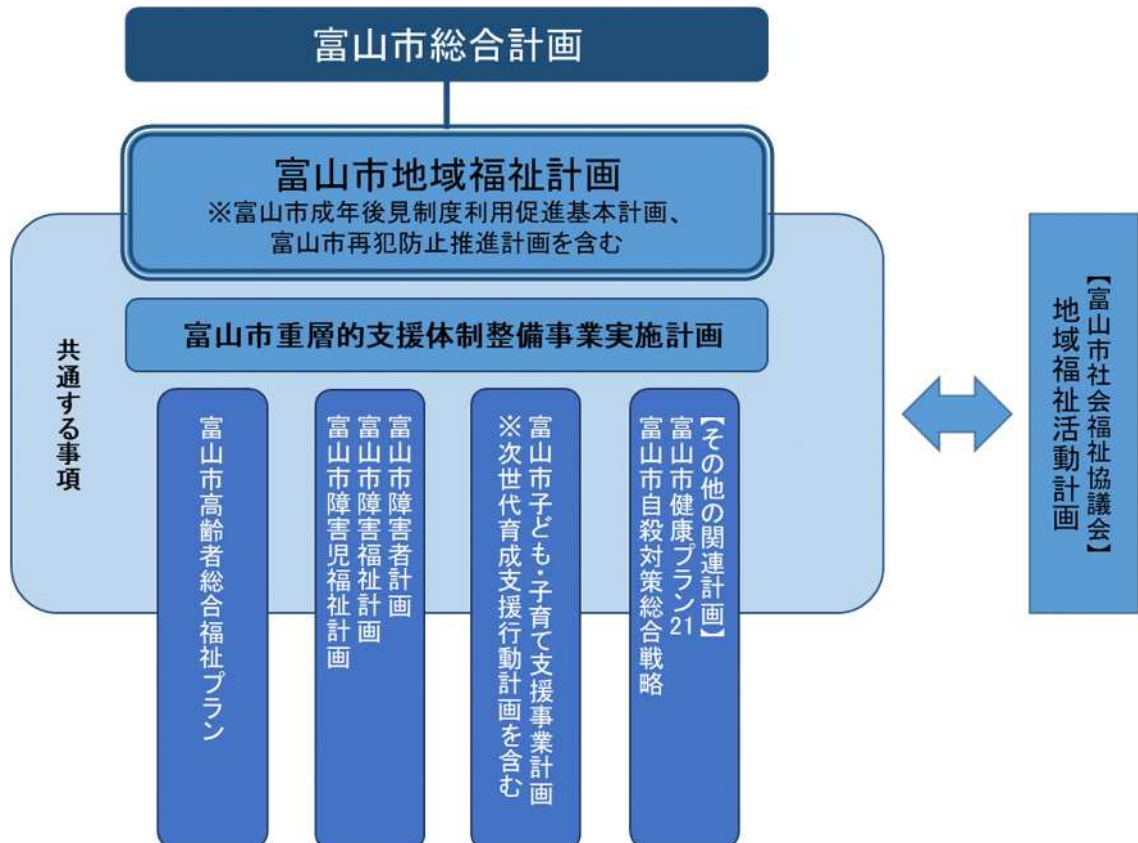 富山市総合計画
富山市地域福祉計画
※富山市成年後見制度利用促進基本計画、
富山市再犯防止推進計画を含む
富山市重層的支援体制整備事業実施計画
共通する事項
富山市高齢者総合福祉プラン
富山市障害者計画
富山市障害福祉計画
富山市障害児福祉計画
富山市子ども・子育て支援事業計画
※次世代育成支援行動計画を含む
【その他の関連計画】
富山市健康プラン21
富山市自殺対策総合戦略
【富山市社会福祉協議会】
地域福祉活動計画